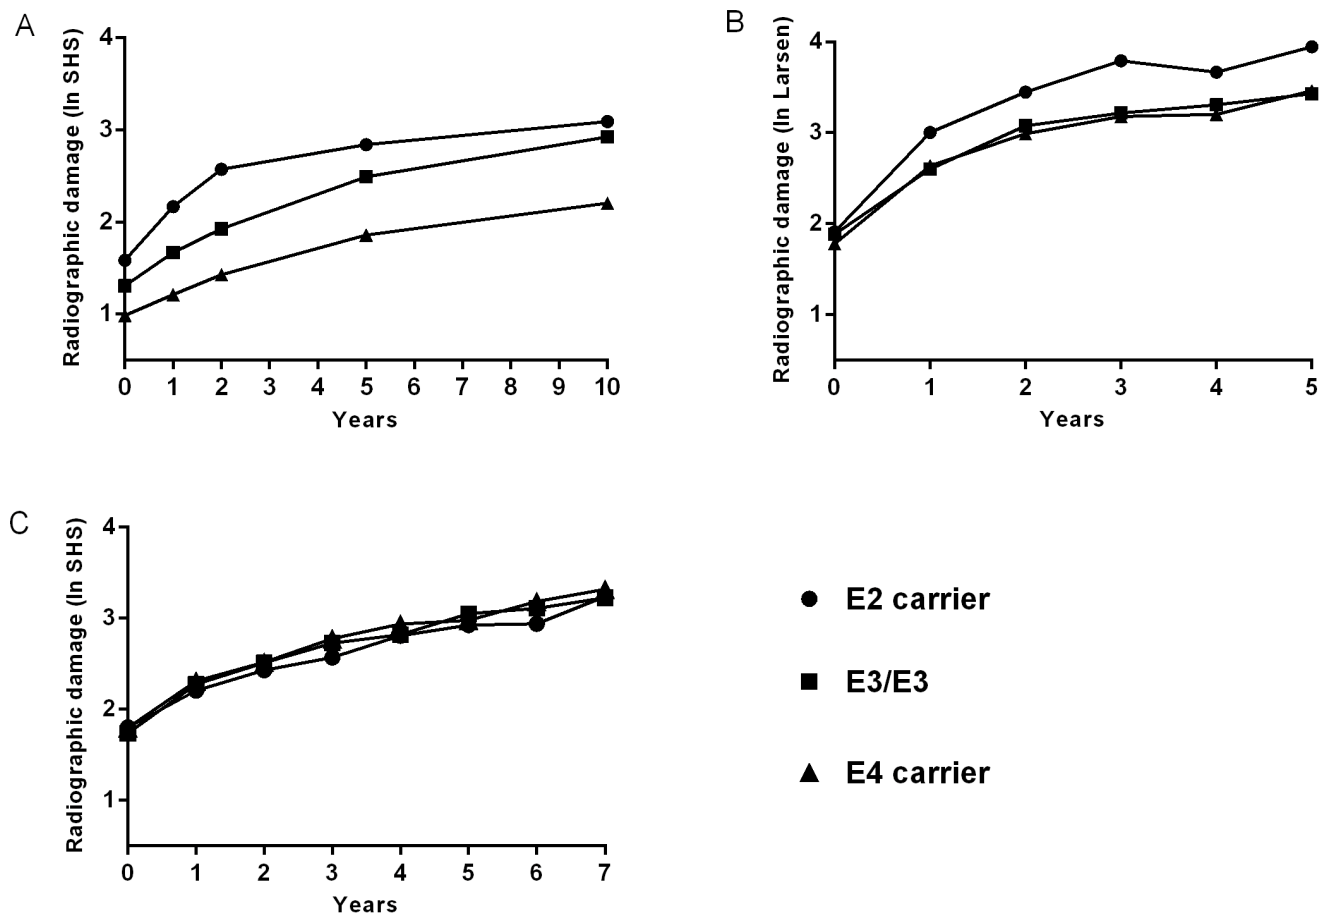 A
Radiographic damage (ln SHS)
4
3
2
1
0 1 2 3 4 5 6 7 8 9 10
Years
B
Radiographic damage (ln Larsen)
4
3
2
1
0 1 2 3 4 5
Years
C
Radiographic damage (ln SHS)
4
3
2
1
0 1 2 3 4 5 6 7
Years
E2 carrier
E3/E3
E4 carrier